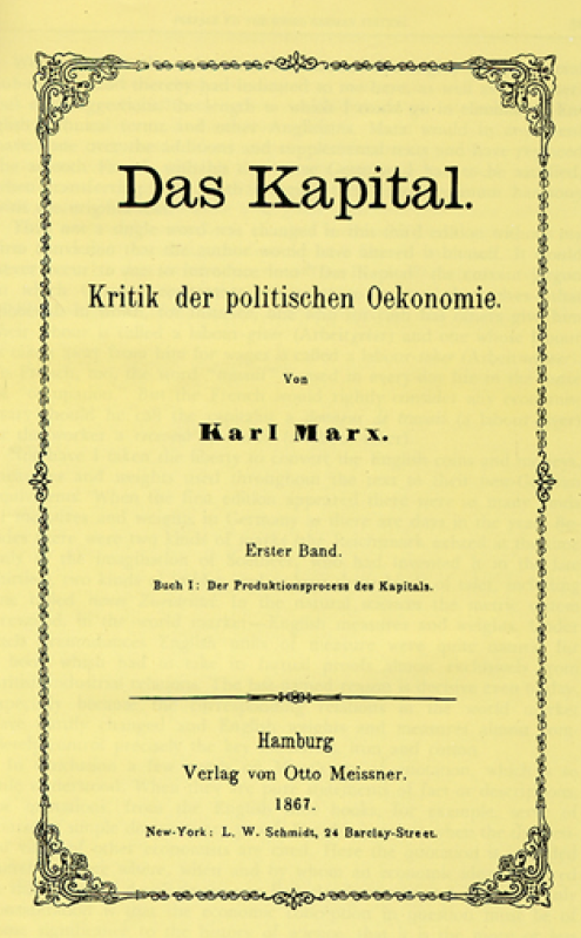 Das Kapital.
Kritik der politischen Oekonomie.
Von
Karl Marx.
Erster Band.
Buch I: Der Produktionsprocess des Kapitals.
Hamburg
Verlag von Otto Meissner.
1867.
New-York: L. W. Schmidt, 24 Barclay-Street.